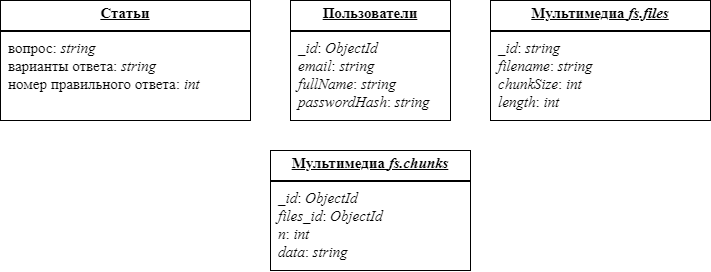 Статьи
вопрос: string
варианты ответа: string
номер правильного ответа: int
Пользователи
_id: ObjectId
email: string
fullName: string
passwordHash: string
Мультимедиа fs.files
_id: string
filename: string
chunkSize: int
length: int
Мультимедиа fs.chunks
_id: ObjectId
files_id: ObjectId
n: int
data: string